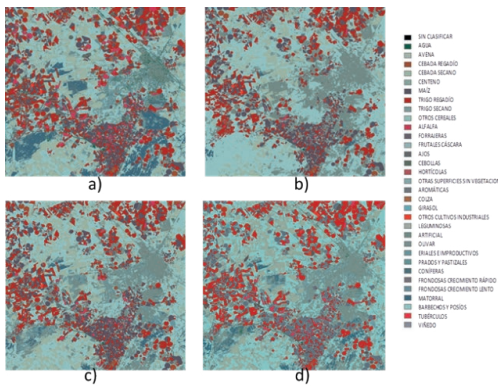 a)
b)
c)
d)
SIN CLASIFICAR
AGUA
AVENA
CEBADA REGADÍO
CEBADA SECANO
CENTENO
MAÍZ
TRIGO REGADÍO
TRIGO SECANO
OTROS CEREALES
ALFALFA
FORRAJERAS
FRUTALES CÁSCARA
AJOS
CEBOLLAS
HORTÍCOLAS
OTRAS SUPERFICIES SIN VEGETACION
AROMÁTICAS
COLZA
GIRASOL
OTROS CULTIVOS INDUSTRIALES
LEGUMINOSAS
ARTIFICIAL
OLIVAR
ERIALES E IMPRODUCTIVOS
PRADOS Y PASTIZALES
CONÍFERAS
FRONDOSAS CRECIMIENTO RÁPIDO
FRONDOSAS CRECIMIENTO LENTO
MATORRAL
BARBECHOS Y POSÍOS
TUBÉRCULOS
VIÑEDO